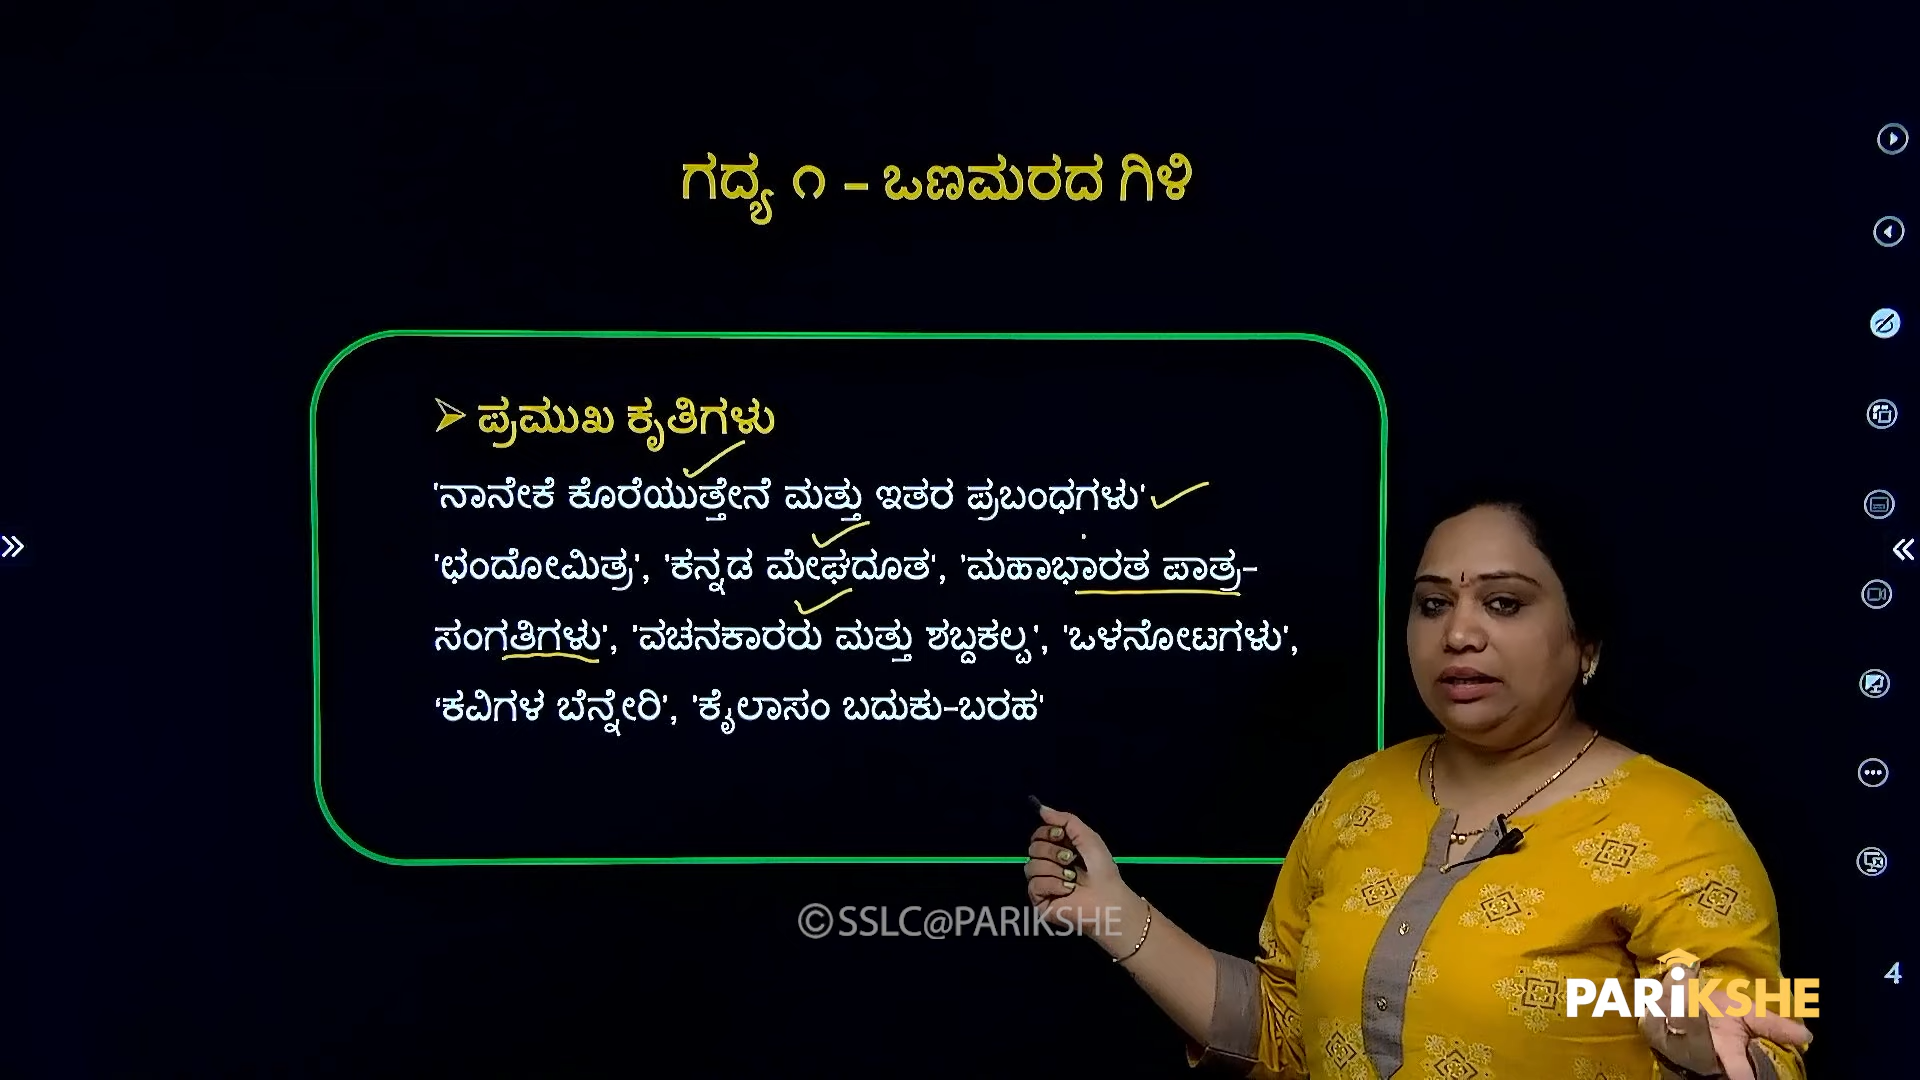 ಗದ್ಯ ೧ – ಒಣಮರದ ಗಿಳಿ
➢ ಪ್ರಮುಖ ಕೃತಿಗಳು
'ನಾನೇಕೆ ಕೊರೆಯುತ್ತೇನೆ ಮತ್ತು ಇತರ ಪ್ರಬಂಧಗಳು'
'ಛಂದೋಮಿತ್ರ', 'ಕನ್ನಡ ಮೇಘದೂತ', 'ಮಹಾಭಾರತ ಪಾತ್ರ–
ಸಂಗತಿಗಳು', 'ವಚನಕಾರರು ಮತ್ತು ಶಬ್ದಕಲ್ಪ', 'ಒಳನೋಟಗಳು',
'ಕವಿಗಳ ಬೆನ್ನೇರಿ', 'ಕೈಲಾಸಂ ಬದುಕು–ಬರಹ'
©SSLC@PARIKSHE
PARiKSHE
4